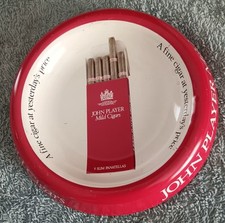 A fine cigar at yesterday's price
A fine cigar at yesterday's price
JOHN PLAYER
Mild Cigars
JOHN PLAYER